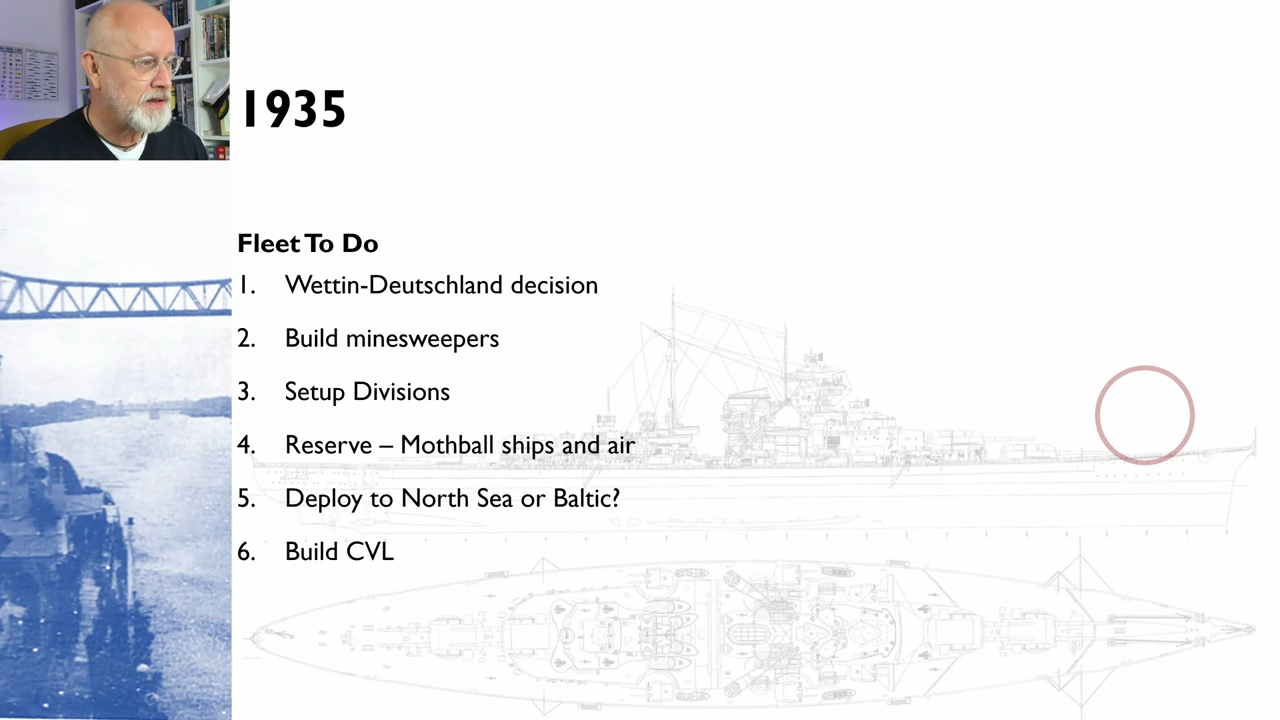 1935
Fleet To Do
1. Wettin-Deutschland decision
2. Build minesweepers
3. Setup Divisions
4. Reserve – Mothball ships and air
5. Deploy to North Sea or Baltic?
6. Build CVL